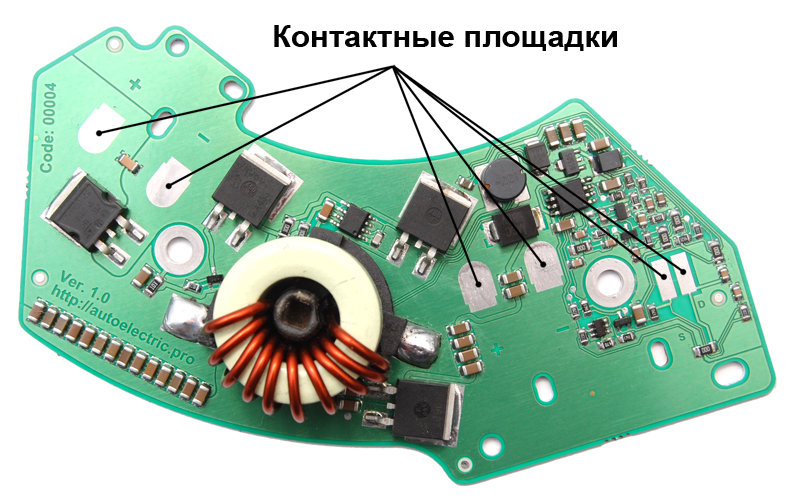 Контактные площадки
Code: 00004
+
−
Ver. 1.0
http://autoelectric.pro
+
−
D
S